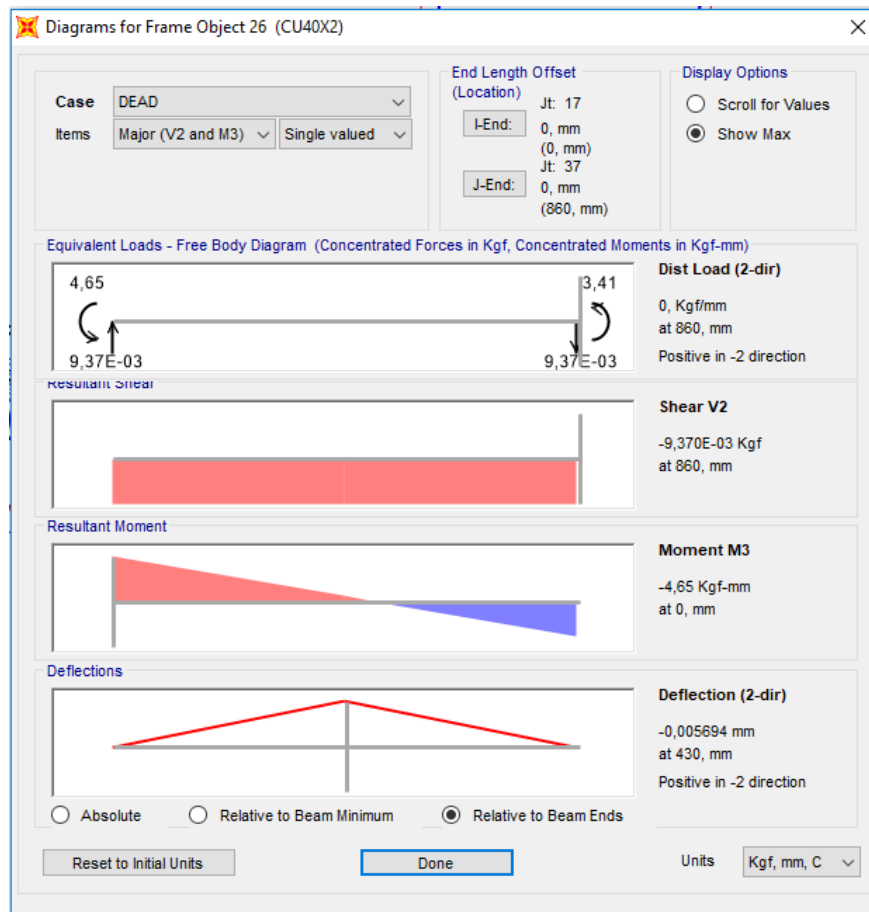 Diagrams for Frame Object 26 (CU40X2)
Case DEAD
Items Major (V2 and M3) Single valued
End Length Offset
(Location)
I-End:
Jt: 17
0, mm
(0, mm)
J-End:
Jt: 37
0, mm
(860, mm)
Display Options
Scroll for Values
Show Max
Equivalent Loads - Free Body Diagram (Concentrated Forces in Kgf, Concentrated Moments in Kgf-mm)
4,65 3,41
9,37E-03 9,37E-03
Dist Load (2-dir)
0, Kgf/mm
at 860, mm
Positive in -2 direction
Resultant Shear
Shear V2
-9,370E-03 Kgf
at 860, mm
Resultant Moment
Moment M3
-4,65 Kgf-mm
at 0, mm
Deflections
Deflection (2-dir)
-0,005694 mm
at 430, mm
Positive in -2 direction
Absolute Relative to Beam Minimum Relative to Beam Ends
Reset to Initial Units Done Units Kgf, mm, C